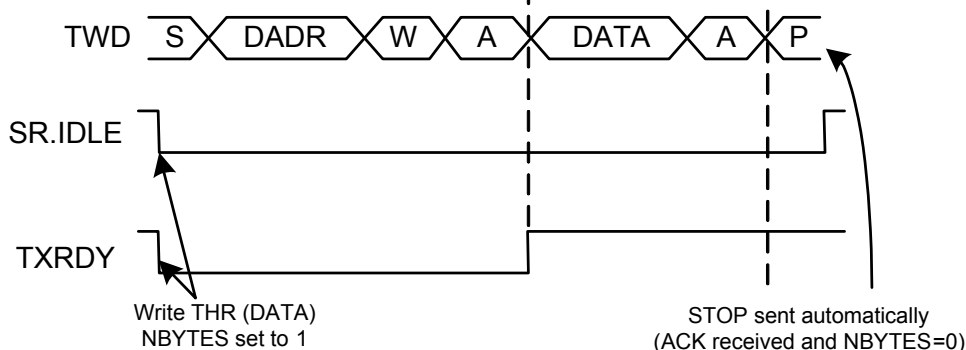 TWD S DADR W A DATA A P
SR.IDLE
TXRDY
Write THR (DATA)
NBYTES set to 1
STOP sent automatically
(ACK received and NBYTES=0)